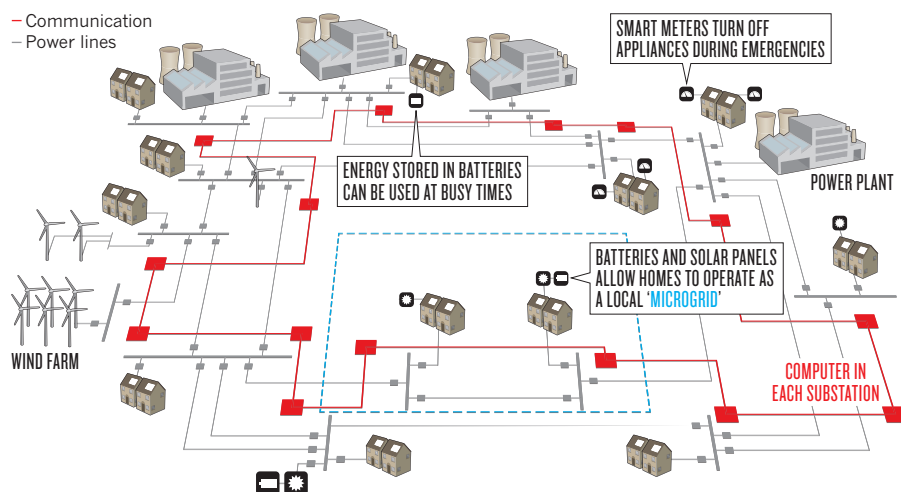 Communication
Power lines
SMART METERS TURN OFF
APPLIANCES DURING EMERGENCIES
ENERGY STORED IN BATTERIES
CAN BE USED AT BUSY TIMES
POWER PLANT
BATTERIES AND SOLAR PANELS
ALLOW HOMES TO OPERATE AS
A LOCAL ‘MICROGRID’
WIND FARM
COMPUTER IN
EACH SUBSTATION